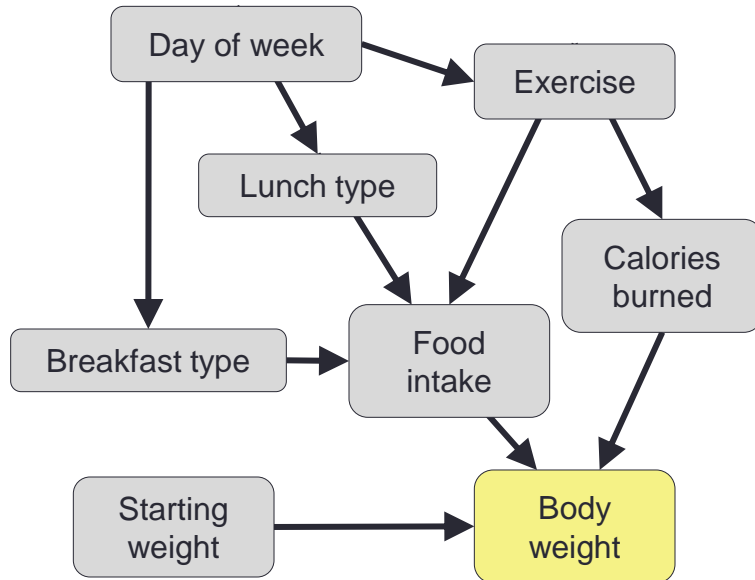 Day of week
Exercise
Lunch type
Calories
burned
Breakfast type
Food
intake
Starting
weight
Body
weight